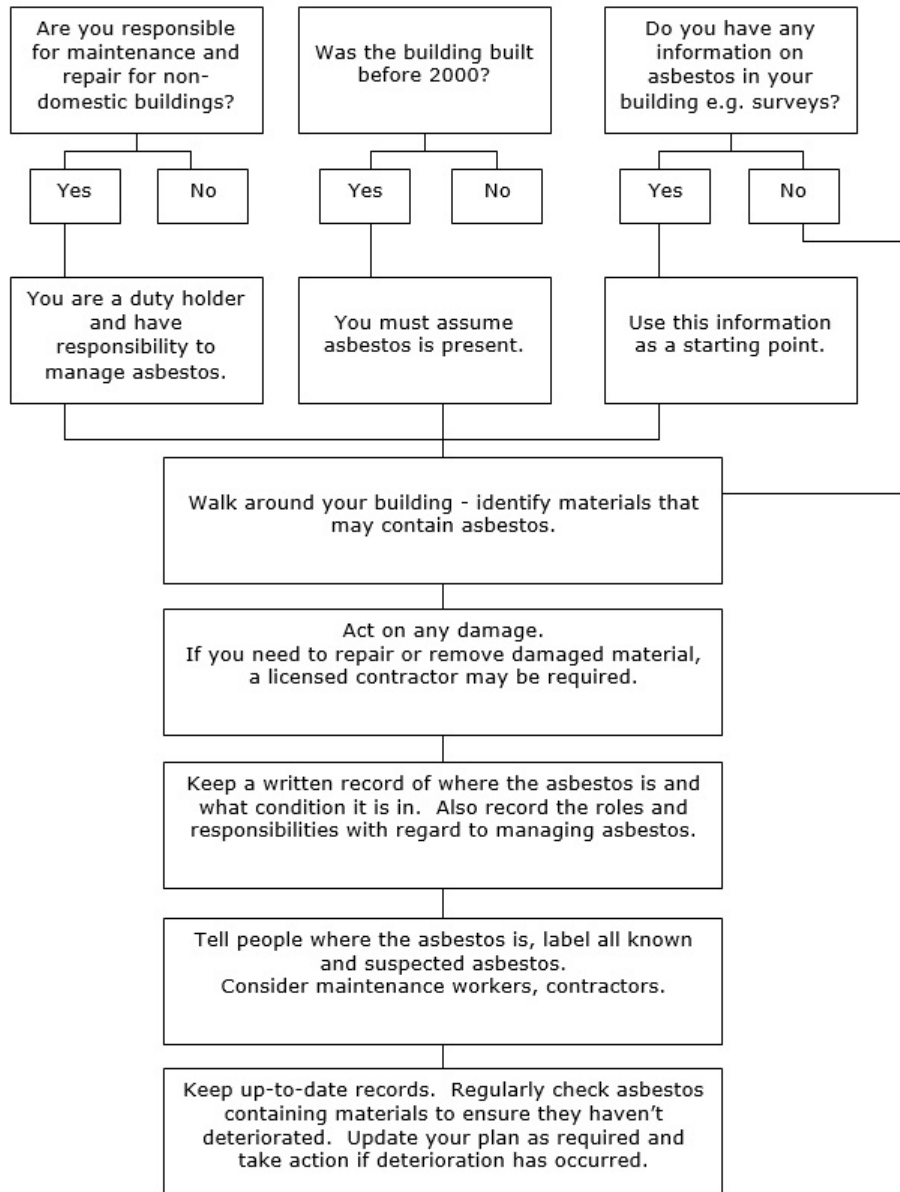 Are you responsible
for maintenance and
repair for non-
domestic buildings?
Was the building built
before 2000?
Do you have any
information on
asbestos in your
building e.g. surveys?
Yes
No
Yes
No
Yes
No
You are a duty holder
and have
responsibility to
manage asbestos.
You must assume
asbestos is present.
Use this information
as a starting point.
Walk around your building - identify materials that
may contain asbestos.
Act on any damage.
If you need to repair or remove damaged material,
a licensed contractor may be required.
Keep a written record of where the asbestos is and
what condition it is in.  Also record the roles and
responsibilities with regard to managing asbestos.
Tell people where the asbestos is, label all known
and suspected asbestos.
Consider maintenance workers, contractors.
Keep up-to-date records.  Regularly check asbestos
containing materials to ensure they haven't
deteriorated.  Update your plan as required and
take action if deterioration has occurred.